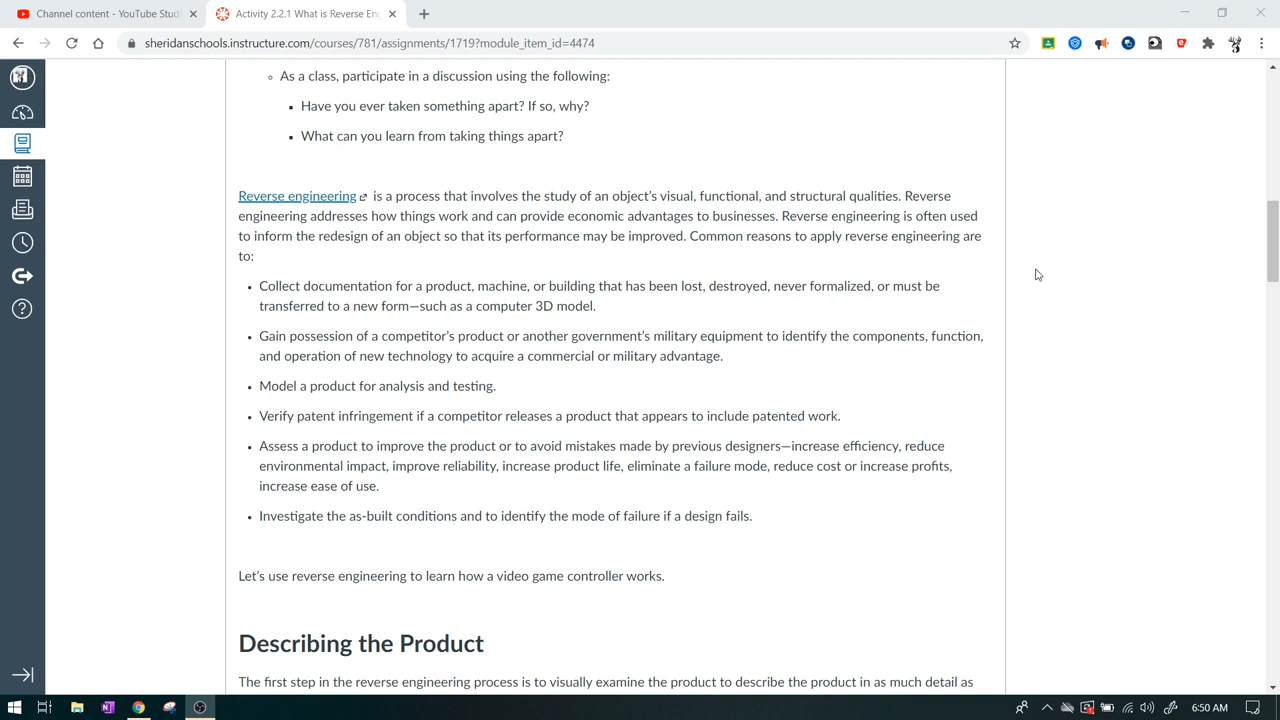 Channel content - YouTube Stud
Activity 2.2.1 What is Reverse Eng
sheridanschools.instructure.com/courses/781/assignments/1719?module_item_id=4474
As a class, participate in a discussion using the following:
Have you ever taken something apart? If so, why?
What can you learn from taking things apart?
Reverse engineering is a process that involves the study of an object's visual, functional, and structural qualities. Reverse
engineering addresses how things work and can provide economic advantages to businesses. Reverse engineering is often used
to inform the redesign of an object so that its performance may be improved. Common reasons to apply reverse engineering are
to:
Collect documentation for a product, machine, or building that has been lost, destroyed, never formalized, or must be
transferred to a new form—such as a computer 3D model.
Gain possession of a competitor's product or another government's military equipment to identify the components, function,
and operation of new technology to acquire a commercial or military advantage.
Model a product for analysis and testing.
Verify patent infringement if a competitor releases a product that appears to include patented work.
Assess a product to improve the product or to avoid mistakes made by previous designers—increase efficiency, reduce
environmental impact, improve reliability, increase product life, eliminate a failure mode, reduce cost or increase profits,
increase ease of use.
Investigate the as-built conditions and to identify the mode of failure if a design fails.
Let's use reverse engineering to learn how a video game controller works.
Describing the Product
The first step in the reverse engineering process is to visually examine the product to describe the product in as much detail as
6:50 AM